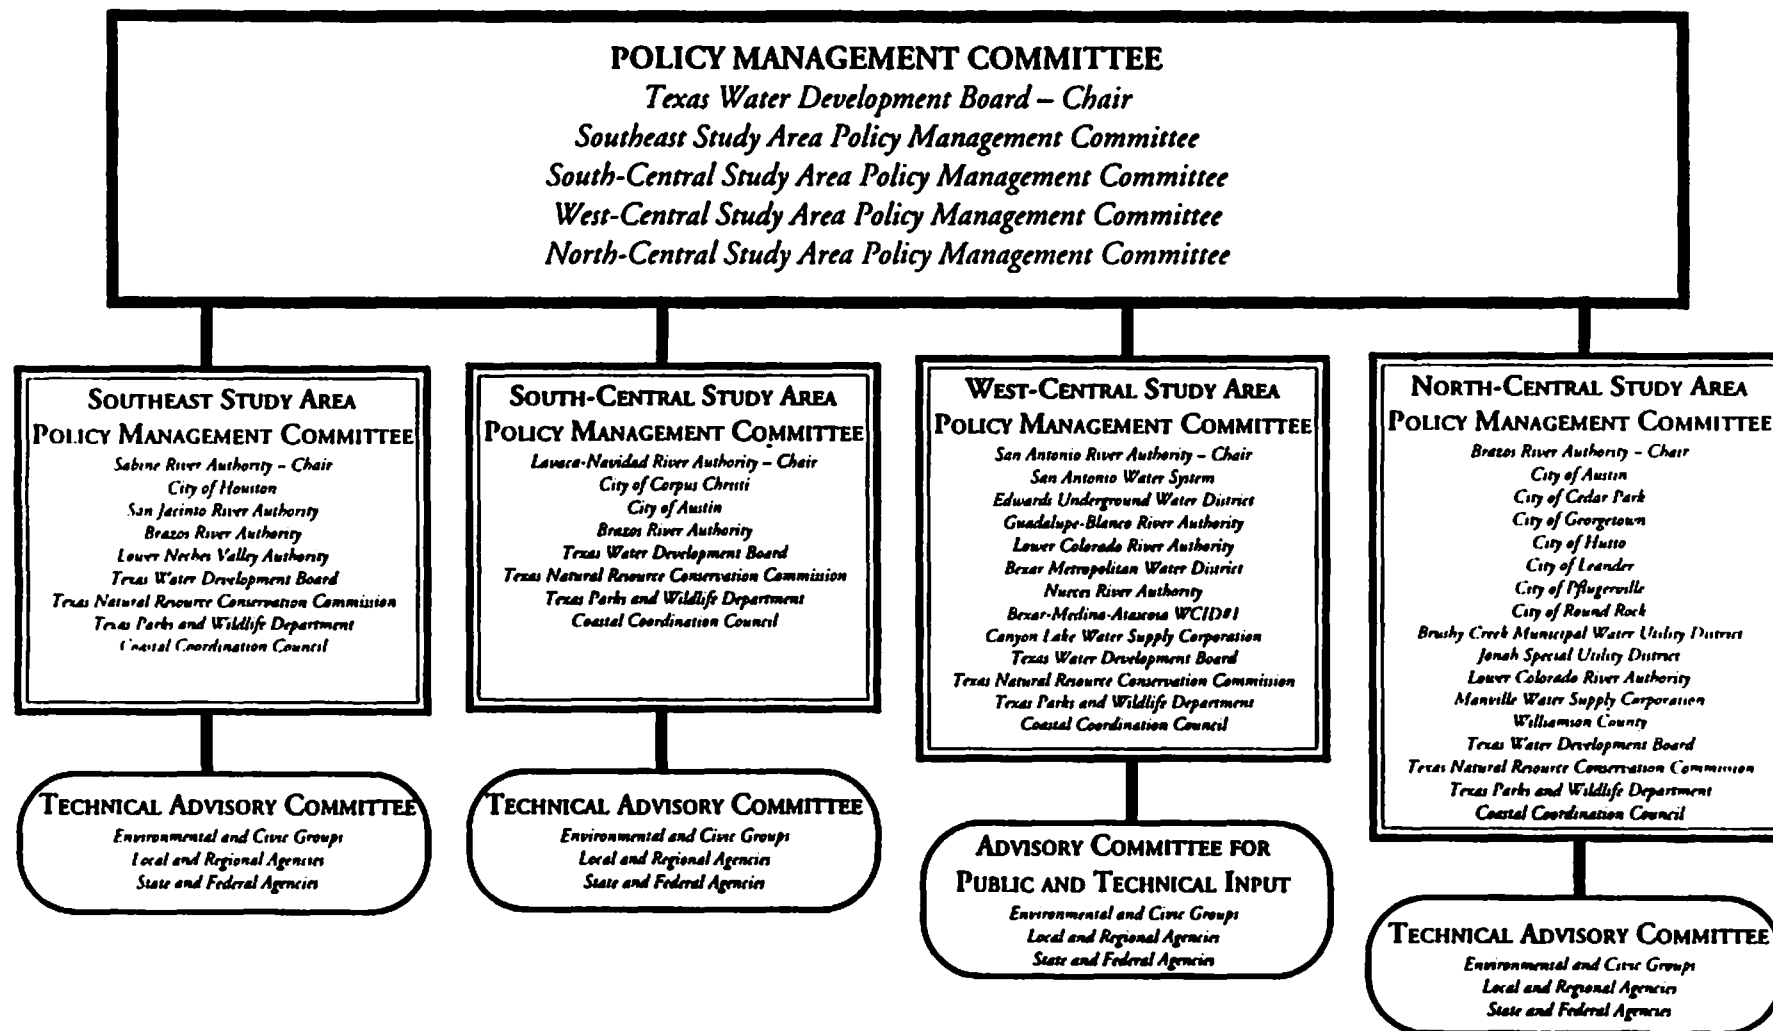 POLICY MANAGEMENT COMMITTEE
Texas Water Development Board – Chair
Southeast Study Area Policy Management Committee
South-Central Study Area Policy Management Committee
West-Central Study Area Policy Management Committee
North-Central Study Area Policy Management Committee
SOUTHEAST STUDY AREA
POLICY MANAGEMENT COMMITTEE
Sabine River Authority – Chair
City of Houston
San Jacinto River Authority
Brazos River Authority
Lower Neches Valley Authority
Texas Water Development Board
Texas Natural Resource Conservation Commission
Texas Parks and Wildlife Department
Coastal Coordination Council
TECHNICAL ADVISORY COMMITTEE
Environmental and Civic Groups
Local and Regional Agencies
State and Federal Agencies
SOUTH-CENTRAL STUDY AREA
POLICY MANAGEMENT COMMITTEE
Lavaca-Navidad River Authority – Chair
City of Corpus Christi
City of Austin
Brazos River Authority
Texas Water Development Board
Texas Natural Resource Conservation Commission
Texas Parks and Wildlife Department
Coastal Coordination Council
TECHNICAL ADVISORY COMMITTEE
Environmental and Civic Groups
Local and Regional Agencies
State and Federal Agencies
WEST-CENTRAL STUDY AREA
POLICY MANAGEMENT COMMITTEE
San Antonio River Authority – Chair
San Antonio Water System
Edwards Underground Water District
Guadalupe-Blanco River Authority
Lower Colorado River Authority
Bexar Metropolitan Water District
Nueces River Authority
Bexar-Medina-Atascosa WCID#1
Canyon Lake Water Supply Corporation
Texas Water Development Board
Texas Natural Resource Conservation Commission
Texas Parks and Wildlife Department
Coastal Coordination Council
ADVISORY COMMITTEE FOR
PUBLIC AND TECHNICAL INPUT
Environmental and Civic Groups
Local and Regional Agencies
State and Federal Agencies
NORTH-CENTRAL STUDY AREA
POLICY MANAGEMENT COMMITTEE
Brazos River Authority – Chair
City of Austin
City of Cedar Park
City of Georgetown
City of Hutto
City of Leander
City of Pflugerville
City of Round Rock
Brushy Creek Municipal Water Utility District
Jonah Special Utility District
Lower Colorado River Authority
Manville Water Supply Corporation
Williamson County
Texas Water Development Board
Texas Natural Resource Conservation Commission
Texas Parks and Wildlife Department
Coastal Coordination Council
TECHNICAL ADVISORY COMMITTEE
Environmental and Civic Groups
Local and Regional Agencies
State and Federal Agencies